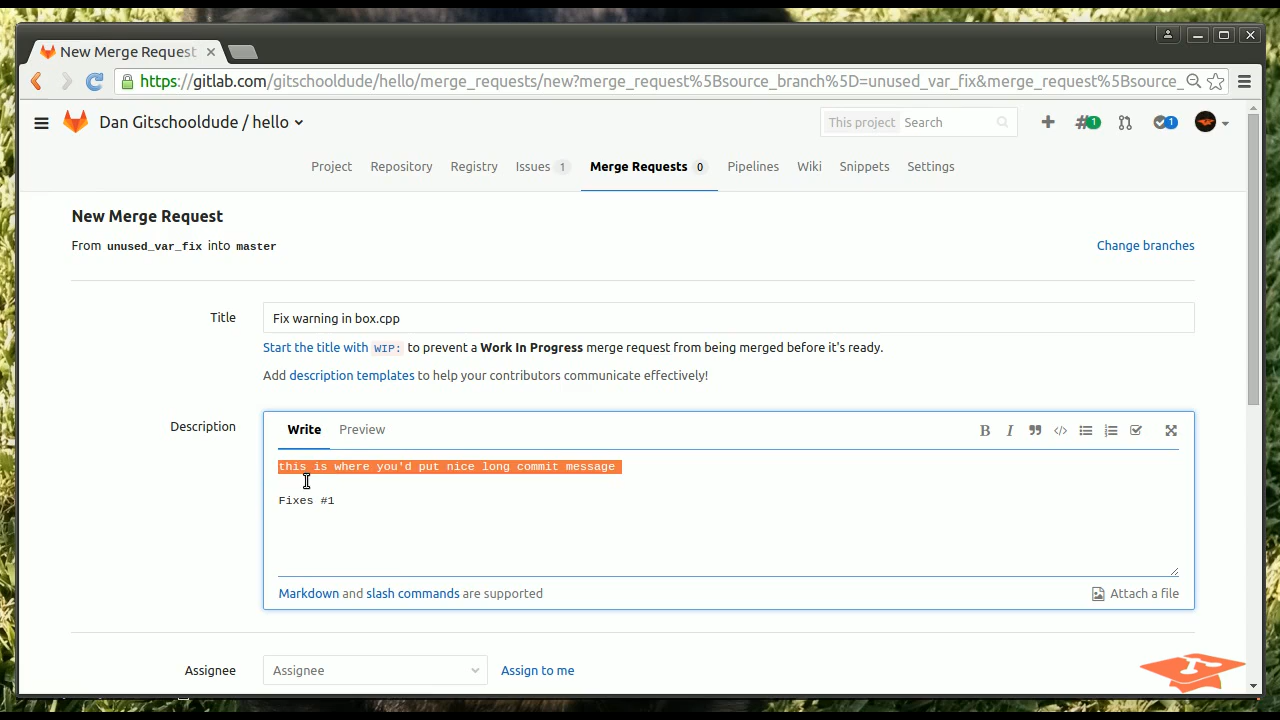 New Merge Request
https://gitlab.com/gitschooldude/hello/merge_requests/new?merge_request%5Bsource_branch%5D=unused_var_fix&merge_request%5Bsource_
Dan Gitschooldude / hello
This project Search
1
1
Project Repository Registry Issues 1 Merge Requests 0 Pipelines Wiki Snippets Settings
New Merge Request
From unused_var_fix into master
Change branches
Title
Fix warning in box.cpp
Start the title with WIP: to prevent a Work In Progress merge request from being merged before it's ready.
Add description templates to help your contributors communicate effectively!
Description
Write Preview
B I
this is where you'd put nice long commit message
Fixes #1
Markdown and slash commands are supported
Attach a file
Assignee
Assignee
Assign to me